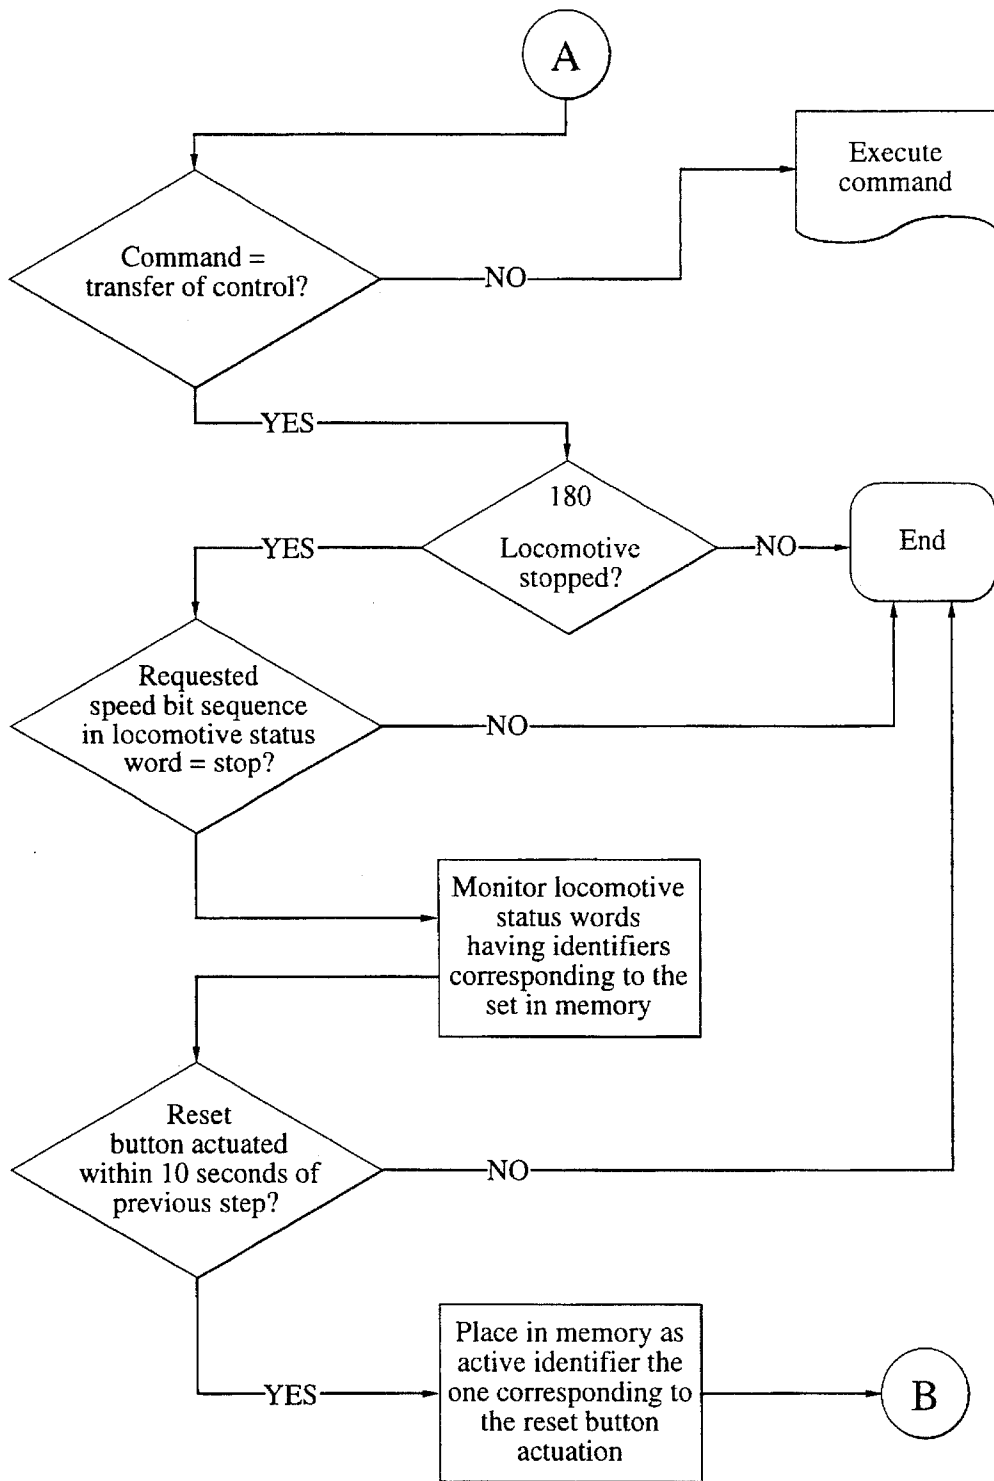 A
Execute
command
Command =
transfer of control?
NO
YES
180
Locomotive
stopped?
YES
NO
End
Requested
speed bit sequence
in locomotive status
word = stop?
NO
Monitor locomotive
status words
having identifiers
corresponding to the
set in memory
Reset
button actuated
within 10 seconds of
previous step?
NO
YES
Place in memory as
active identifier the
one corresponding to
the reset button
actuation
B